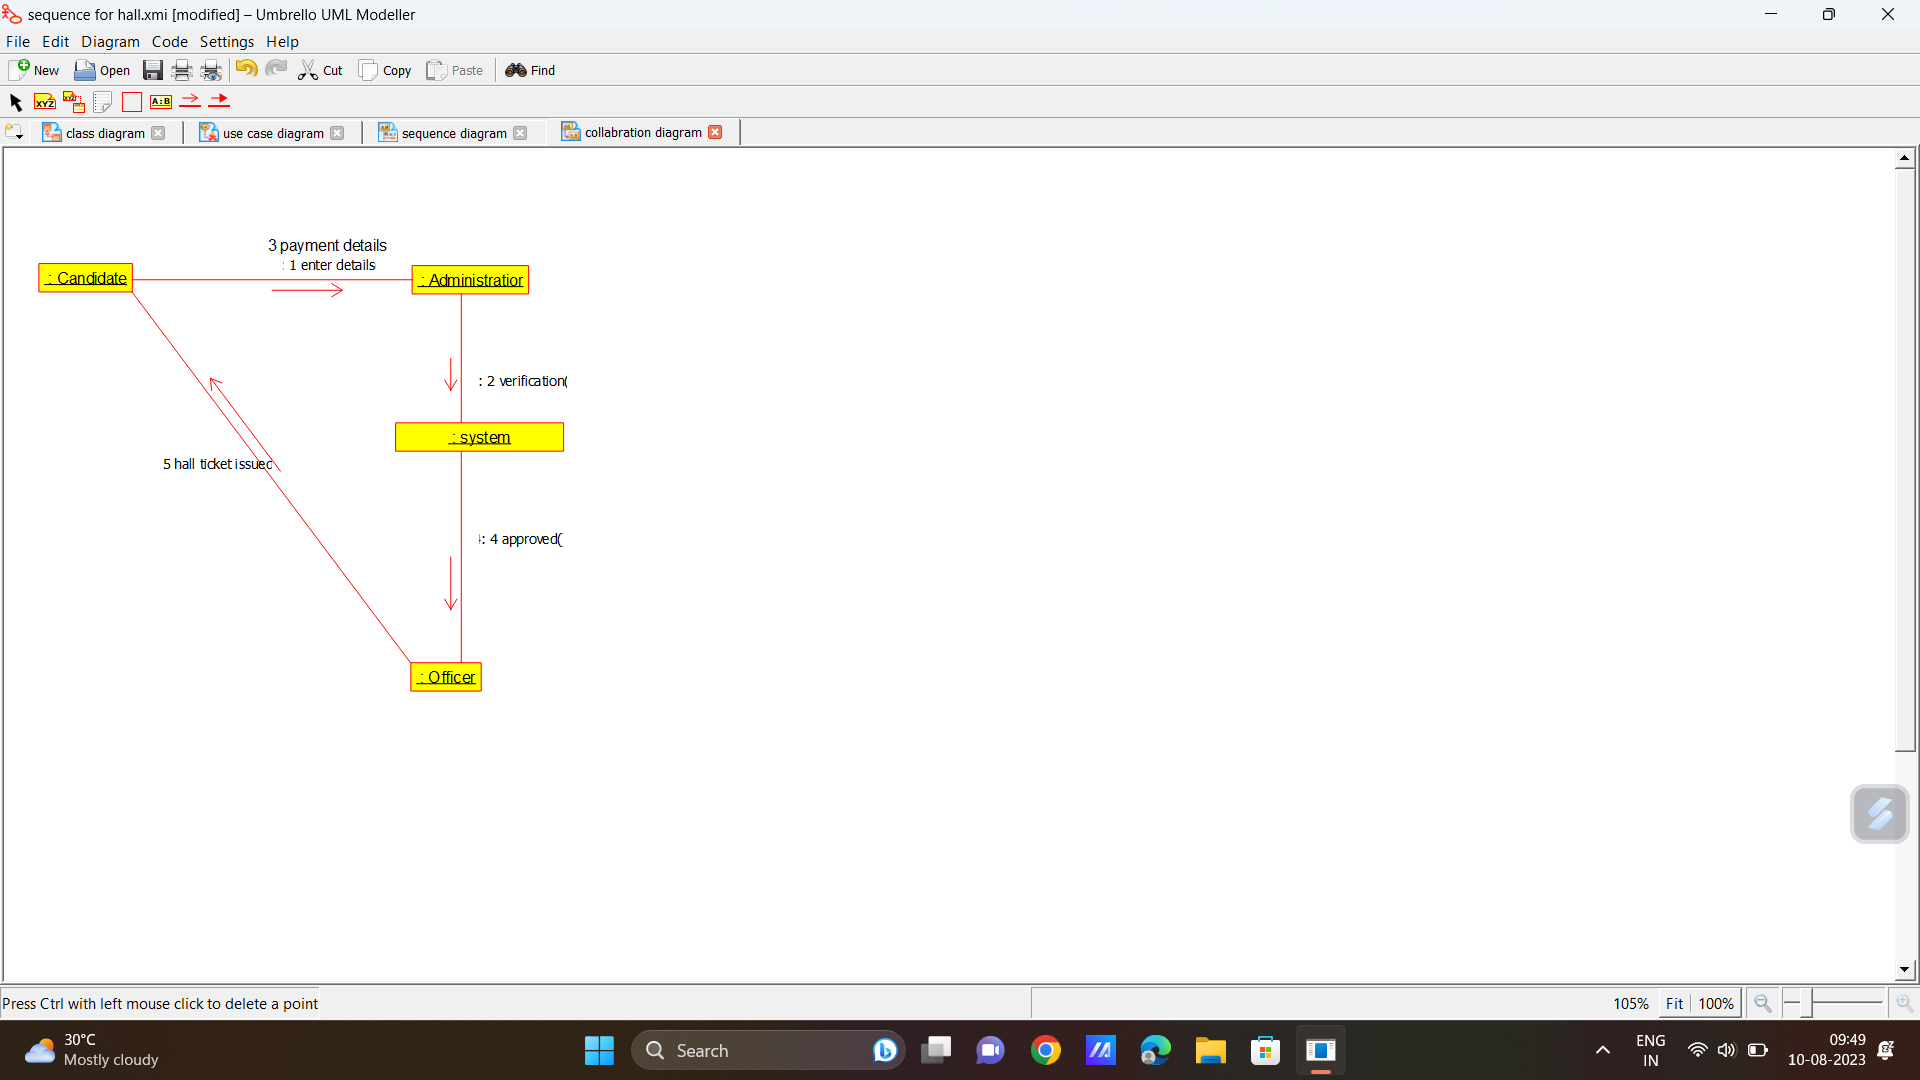 sequence for hall.xmi [modified] – Umbrello UML Modeller
File Edit Diagram Code Settings Help
New Open Cut Copy Paste Find
XYZ A:B
class diagram use case diagram sequence diagram collabration diagram
3 payment details
: 1 enter details
: Candidate
: Administratior
: 2 verification(
: system
5 hall ticket issued
4: 4 approved(
: Officer
Press Ctrl with left mouse click to delete a point
105% Fit 100%
30°C
Mostly cloudy
Search
ENG
IN
09:49
10-08-2023